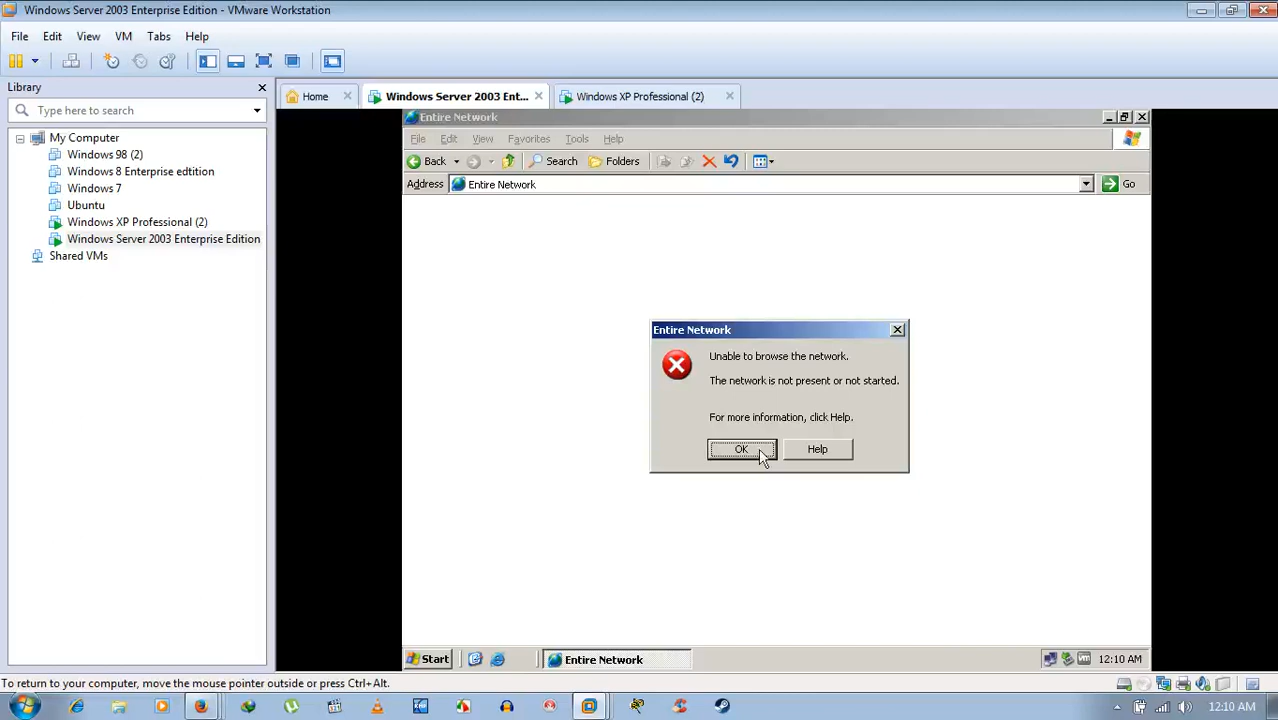 Windows Server 2003 Enterprise Edition - VMware Workstation
File Edit View VM Tabs Help
Library
Type here to search
My Computer
Windows 98 (2)
Windows 8 Enterprise edtition
Windows 7
Ubuntu
Windows XP Professional (2)
Windows Server 2003 Enterprise Edition
Shared VMs
Home Windows Server 2003 Ent... Windows XP Professional (2)
Entire Network
File Edit View Favorites Tools Help
Back Search Folders
Address Entire Network Go
Entire Network
Unable to browse the network.
The network is not present or not started.
For more information, click Help.
OK Help
Start Entire Network 12:10 AM
To return to your computer, move the mouse pointer outside or press Ctrl+Alt.
12:10 AM